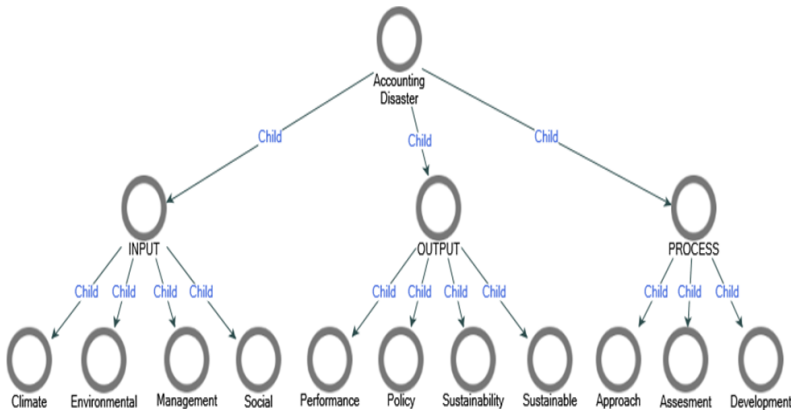 Accounting
Disaster
Child Child Child
INPUT OUTPUT PROCESS
Child Child Child Child Child Child Child Child Child Child Child
Climate Environmental Management Social Performance Policy Sustainability Sustainable Approach Assesment Development